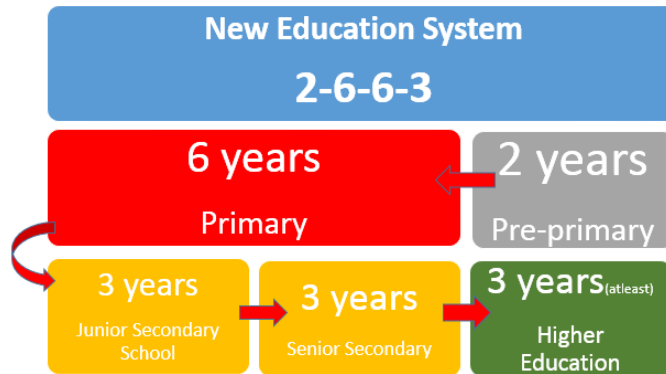 New Education System
2-6-6-3
6 years
Primary
2 years
Pre-primary
3 years
Junior Secondary
School
3 years
Senior Secondary
3 years(atleast)
Higher
Education